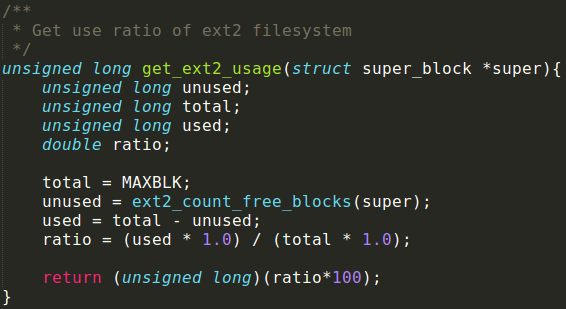 /**
 * Get use ratio of ext2 filesystem
 */
unsigned long get_ext2_usage(struct super_block *super){
    unsigned long unused;
    unsigned long total;
    unsigned long used;
    double ratio;

    total = MAXBLK;
    unused = ext2_count_free_blocks(super);
    used = total - unused;
    ratio = (used * 1.0) / (total * 1.0);

    return (unsigned long)(ratio*100);
}